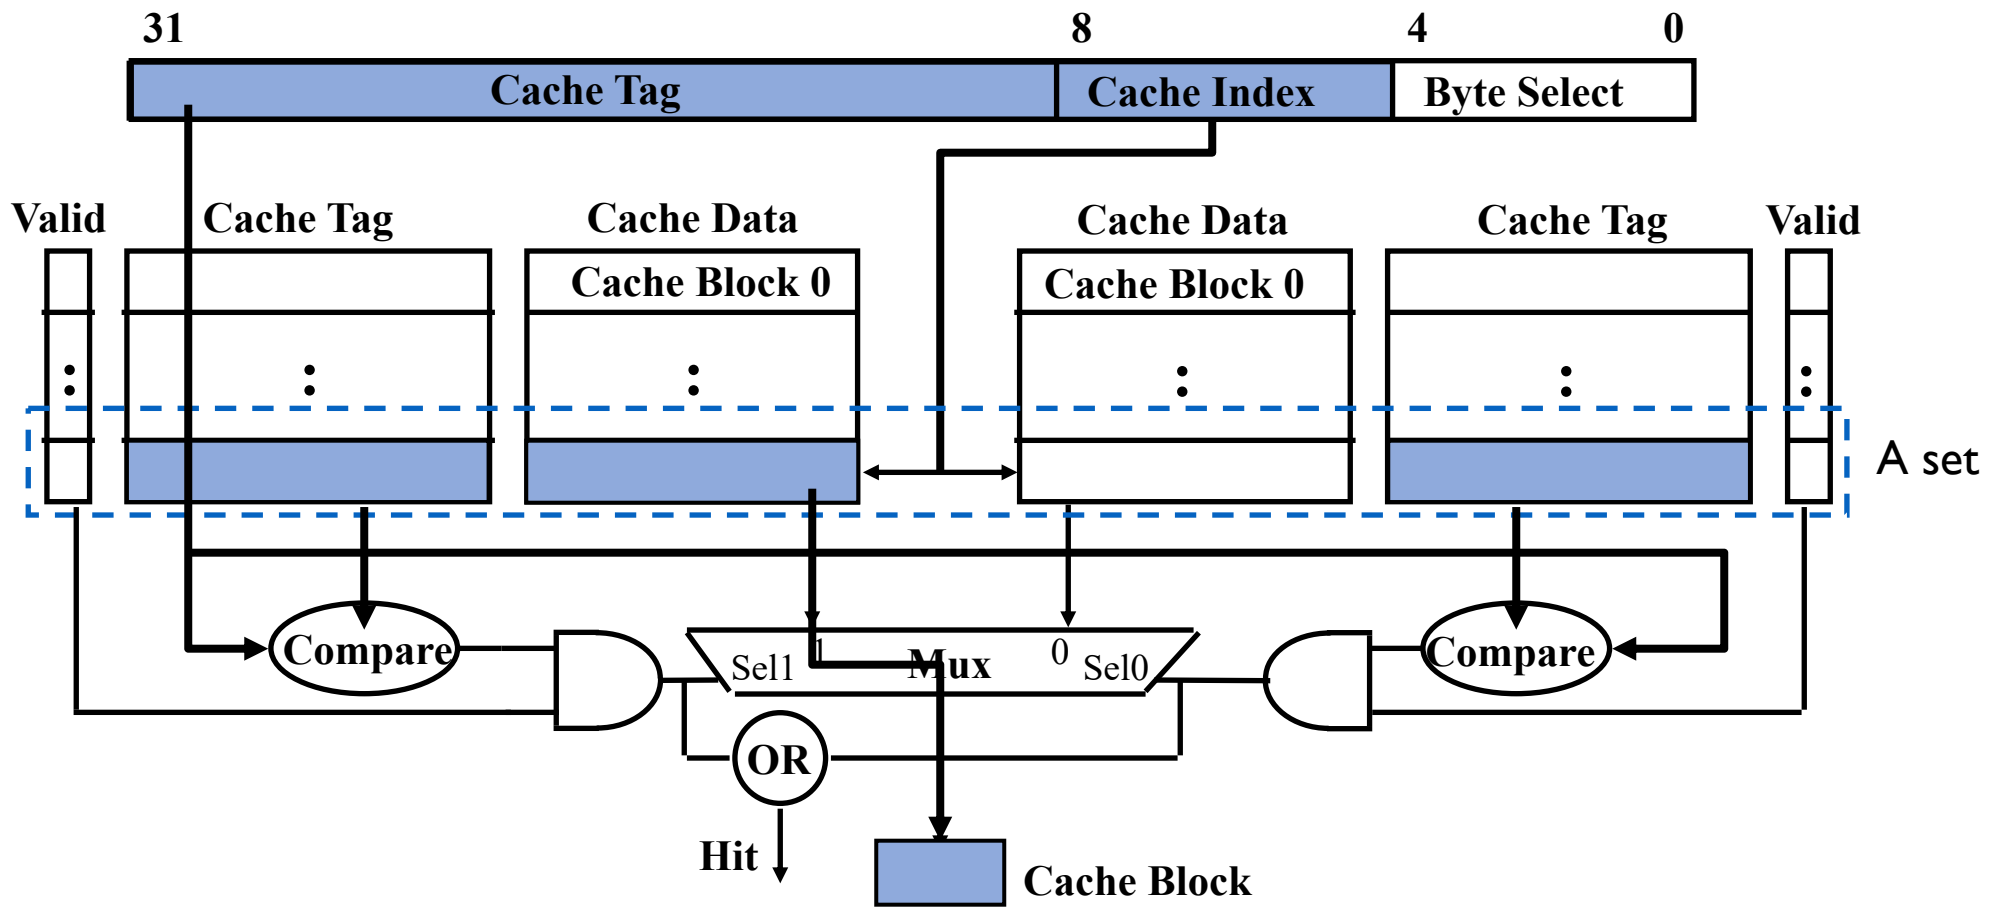 31 8 4 0
Cache Tag Cache Index Byte Select
Valid Cache Tag Cache Data Cache Data Cache Tag Valid
Cache Block 0 Cache Block 0
A set
Compare Sel1 1 Mux 0 Sel0 Compare
OR
Hit
Cache Block